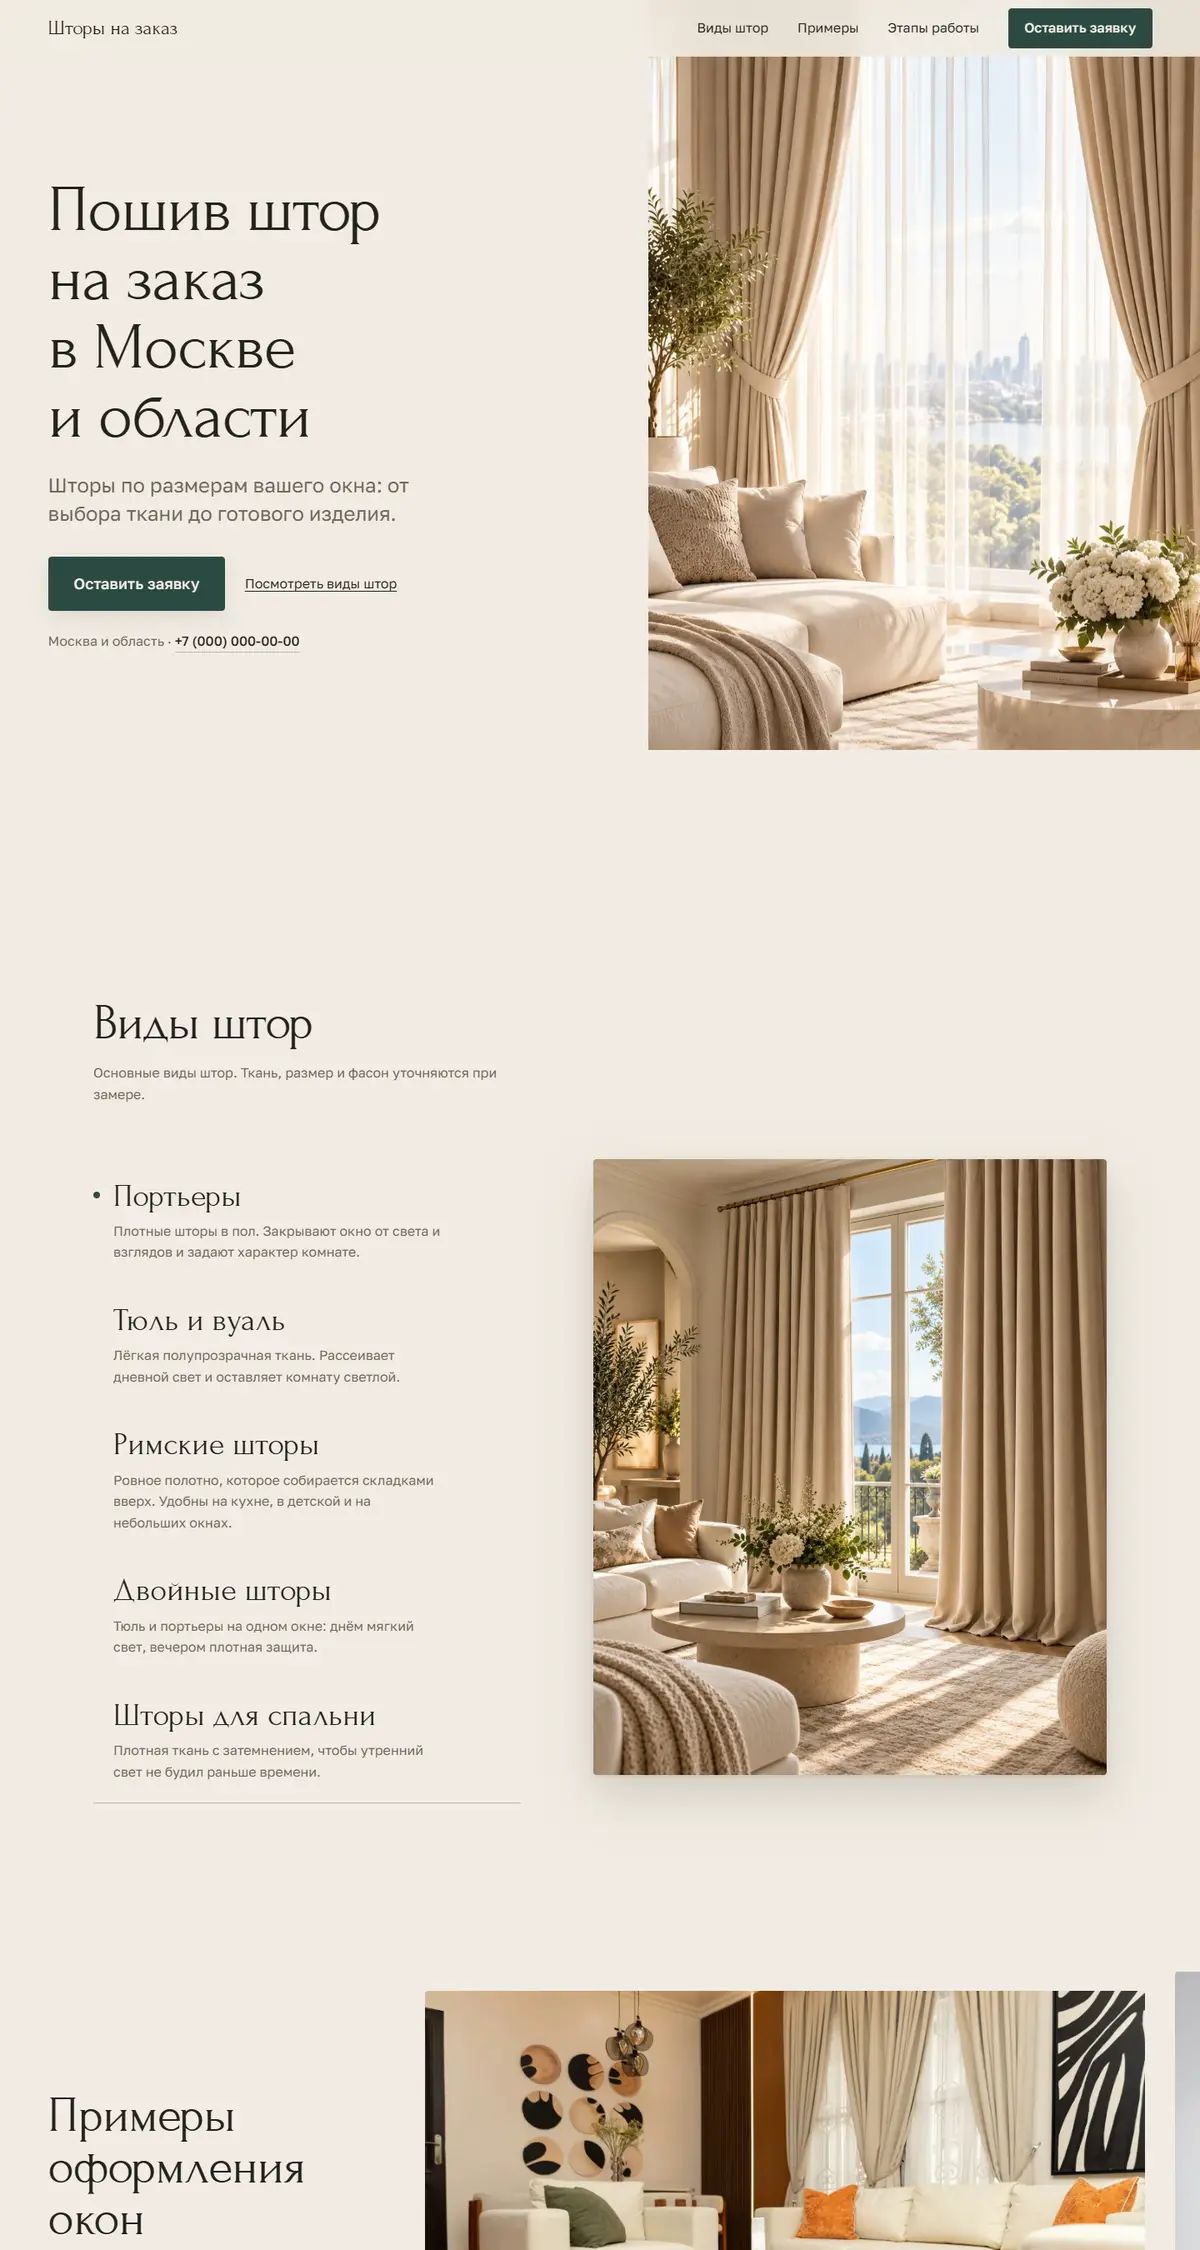 Шторы на заказ
Виды штор
Примеры
Этапы работы
Оставить заявку
Пошив штор
на заказ
в Москве
и области
Шторы по размерам вашего окна: от
выбора ткани до готового изделия.
Оставить заявку
Посмотреть виды штор
Москва и область · +7 (000) 000-00-00
Виды штор
Основные виды штор. Ткань, размер и фасон уточняются при
замере.
Портьеры
Плотные шторы в пол. Закрывают окно от света и
взглядов и задают характер комнате.
Тюль и вуаль
Лёгкая полупрозрачная ткань. Рассеивает
дневной свет и оставляет комнату светлой.
Римские шторы
Ровное полотно, которое собирается складками
вверх. Удобны на кухне, в детской и на
небольших окнах.
Двойные шторы
Тюль и портьеры на одном окне: днём мягкий
свет, вечером плотная защита.
Шторы для спальни
Плотная ткань с затемнением, чтобы утренний
свет не будил раньше времени.
Примеры
оформления
окон